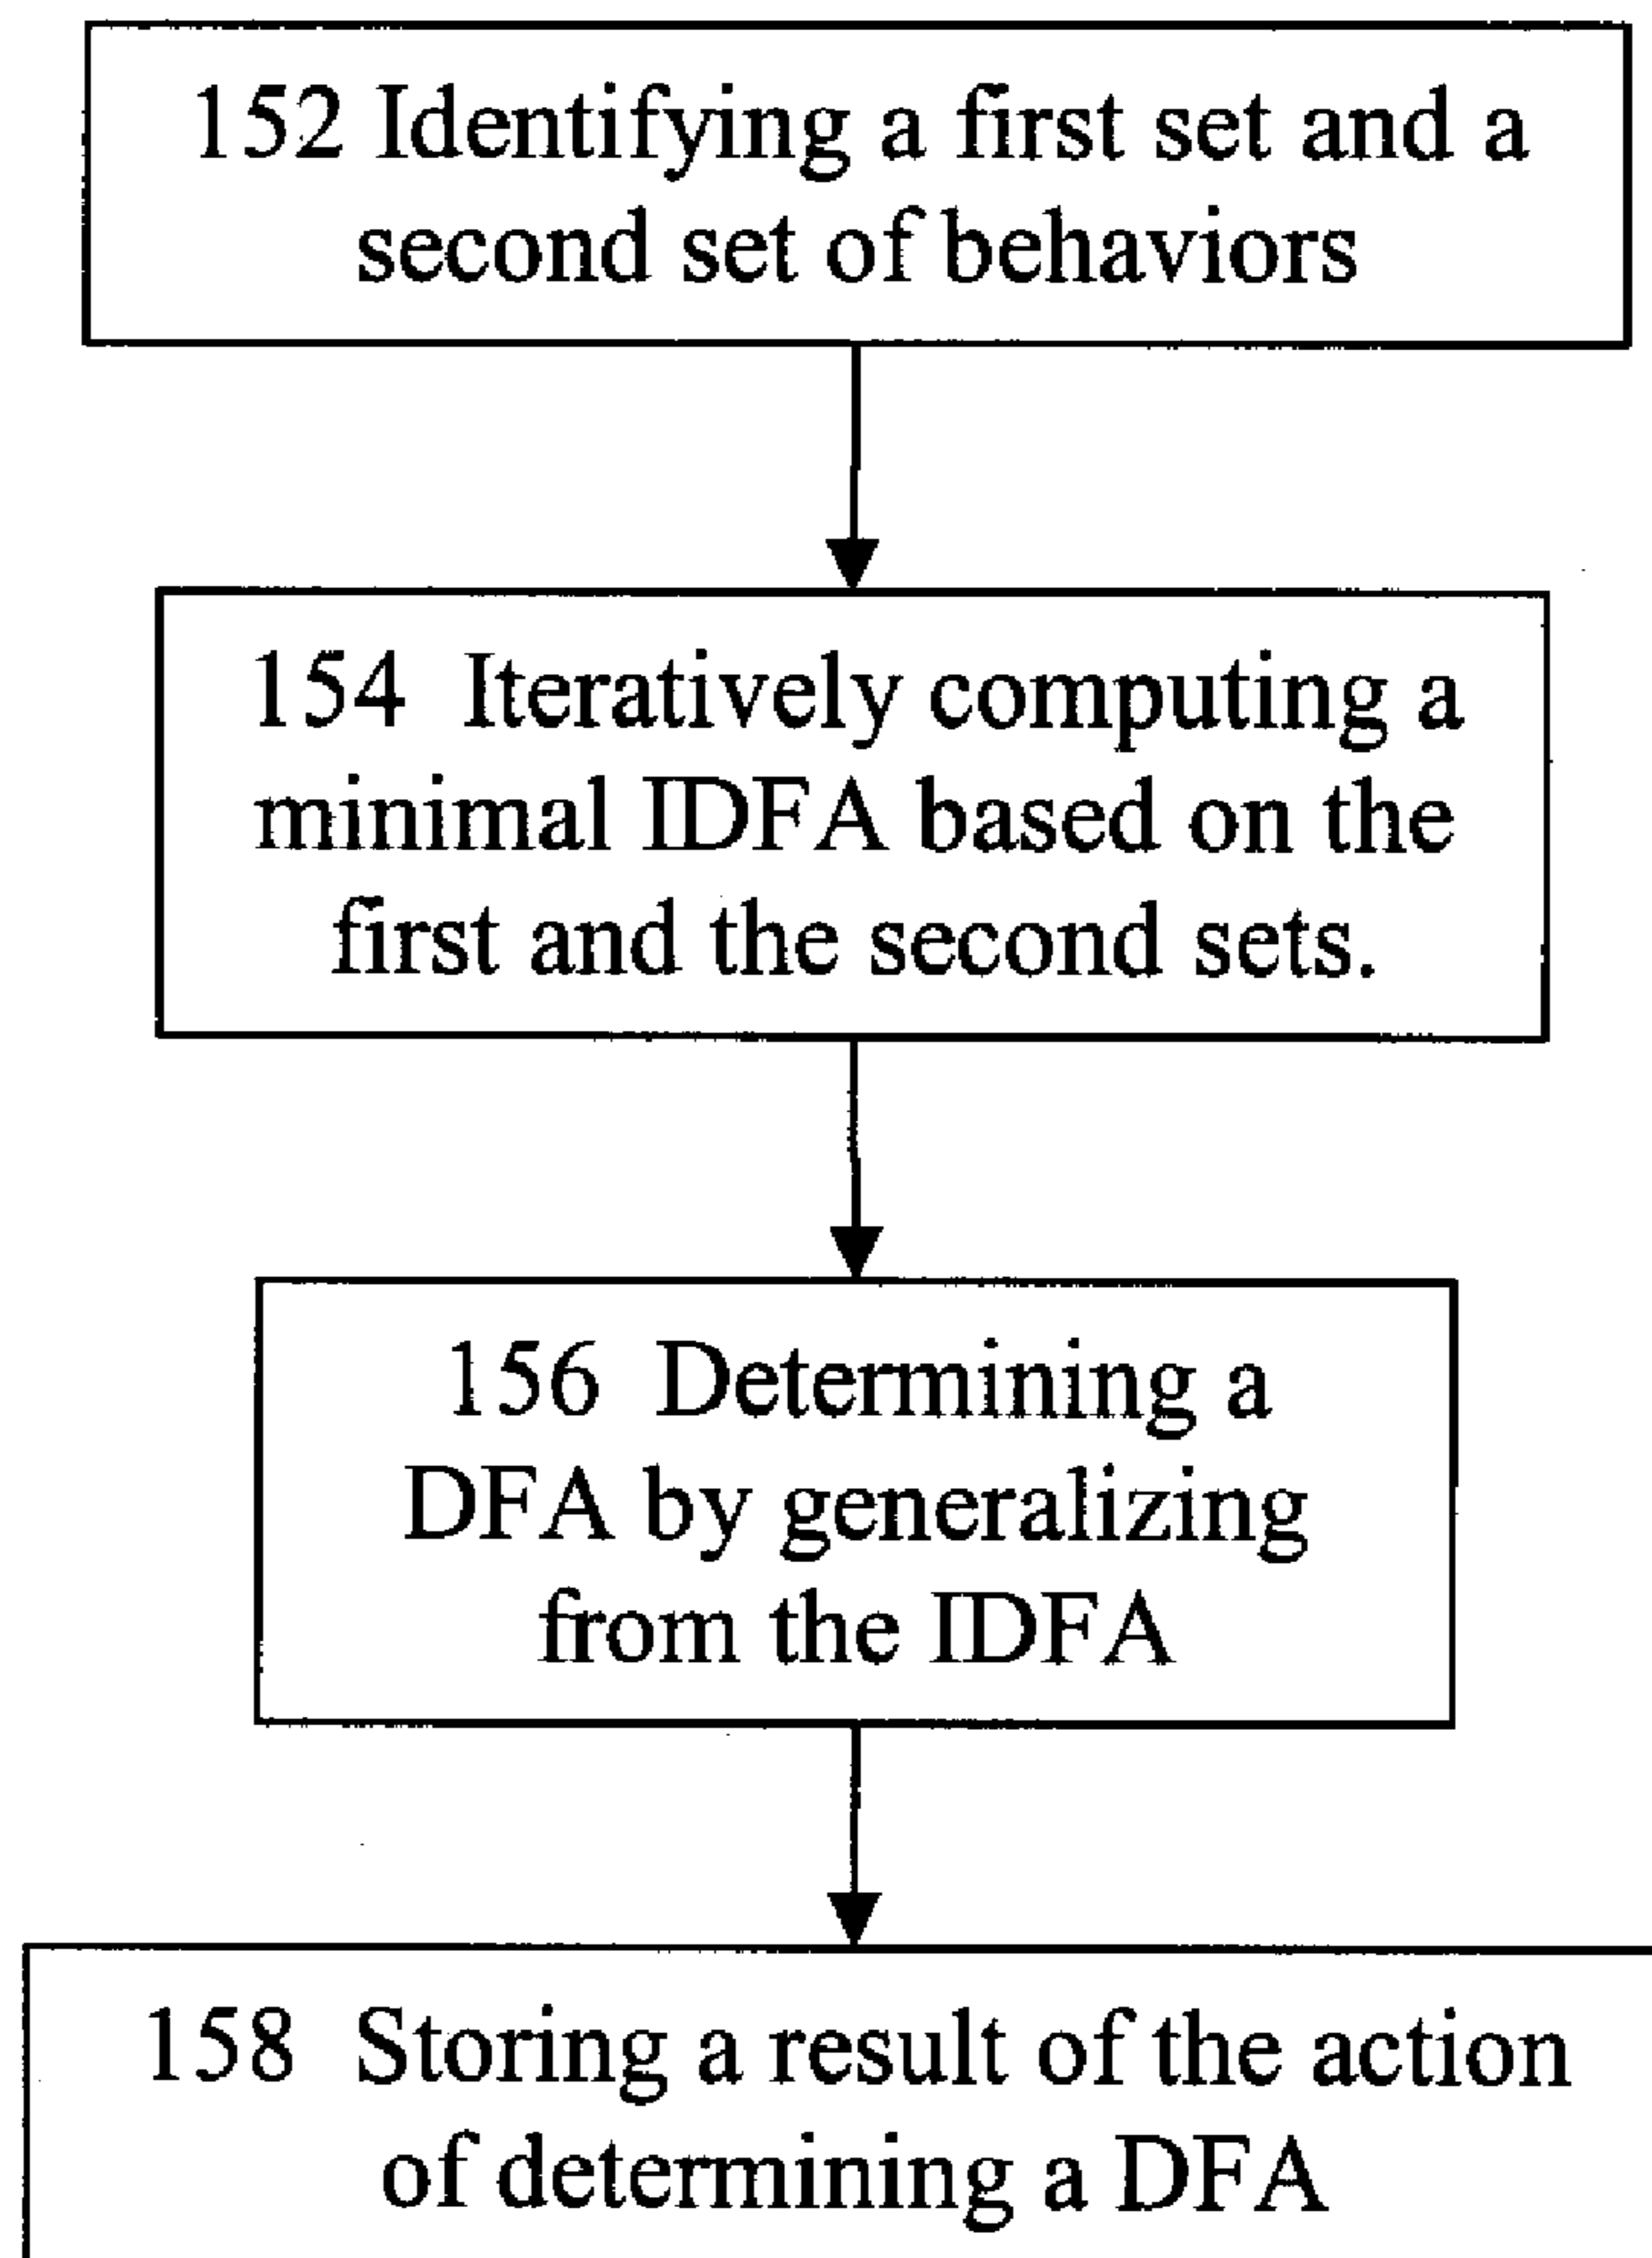 152 Identifying a first set and a
second set of behaviors
154 Iteratively computing a
minimal IDFA based on the
first and the second sets.
156 Determining a
DFA by generalizing
from the IDFA
158 Storing a result of the action
of determining a DFA